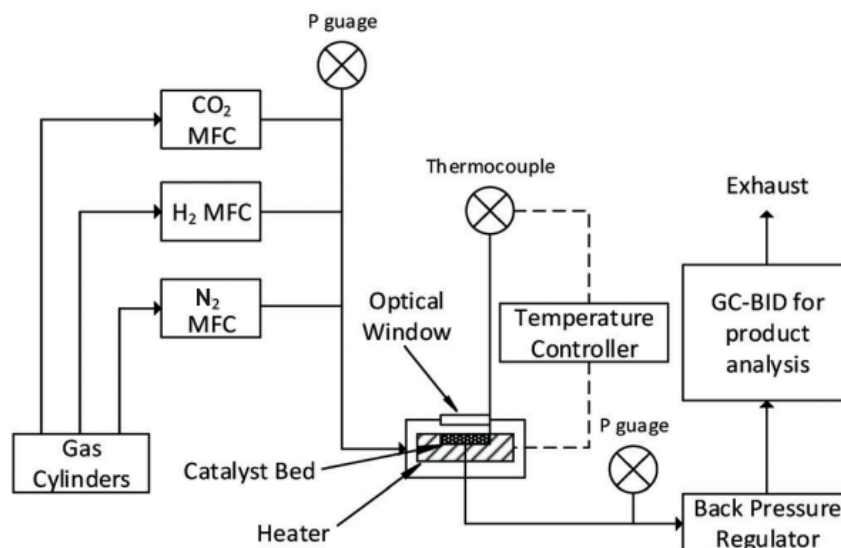 P guage
CO₂
MFC
H₂ MFC
N₂
MFC
Gas
Cylinders
Thermocouple
Optical
Window
Temperature
Controller
Exhaust
GC-BID for
product
analysis
Catalyst Bed
Heater
P guage
Back Pressure
Regulator